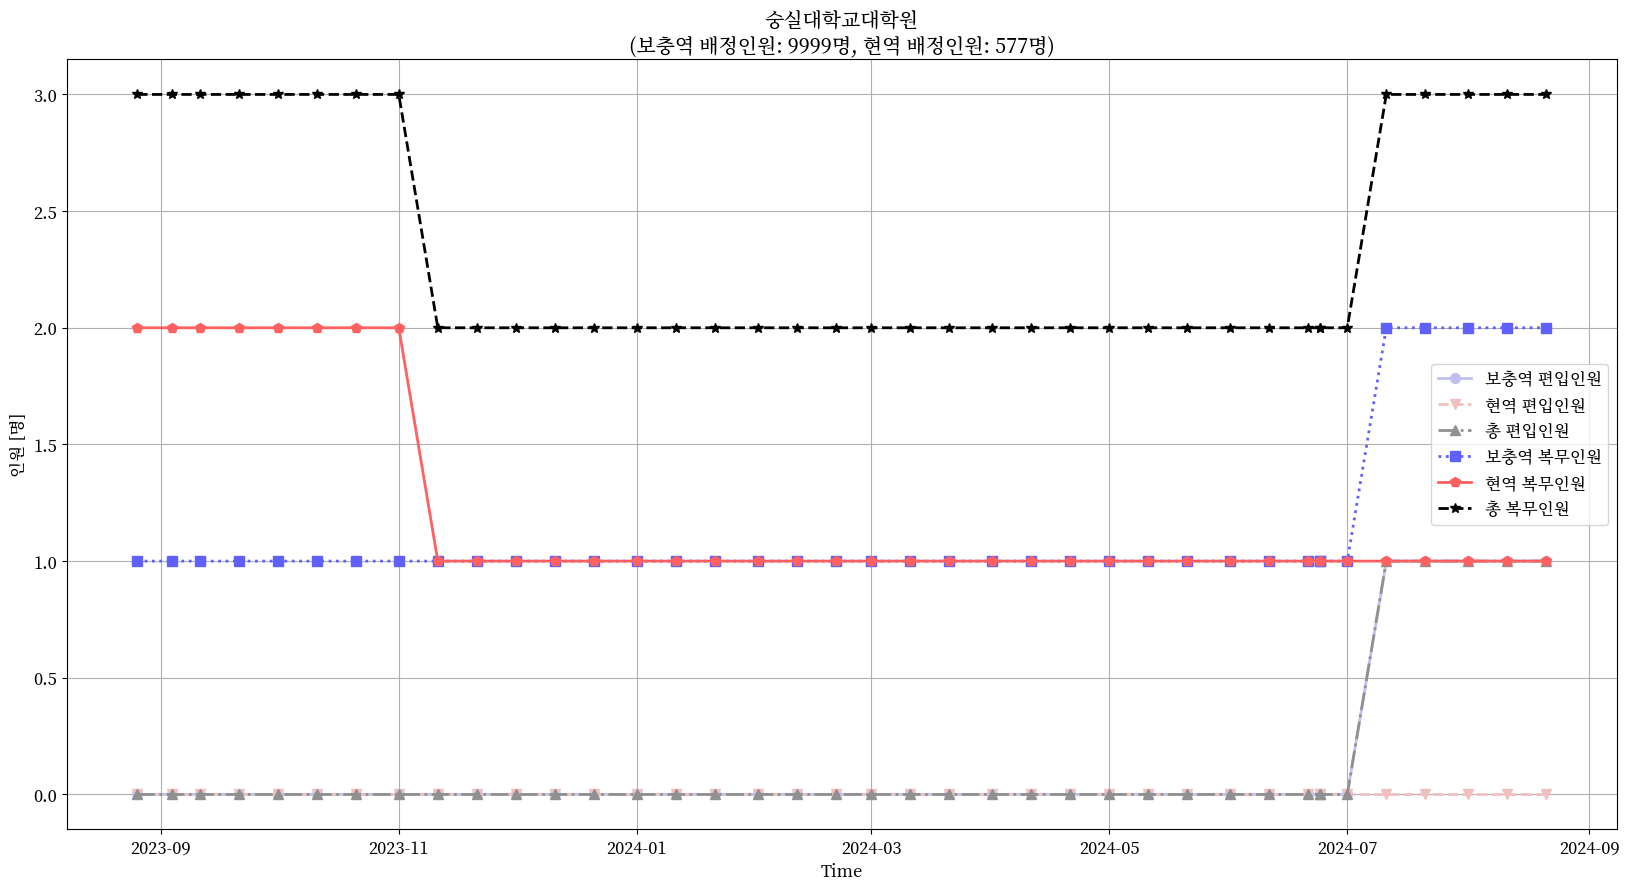 숭실대학교대학원
(보충역 배정인원: 9999명, 현역 배정인원: 577명)
인원 [명]
3.0
2.5
2.0
1.5
1.0
0.5
0.0
보충역 편입인원
현역 편입인원
총 편입인원
보충역 복무인원
현역 복무인원
총 복무인원
2023-09
2023-11
2024-01
2024-03
2024-05
2024-07
2024-09
Time